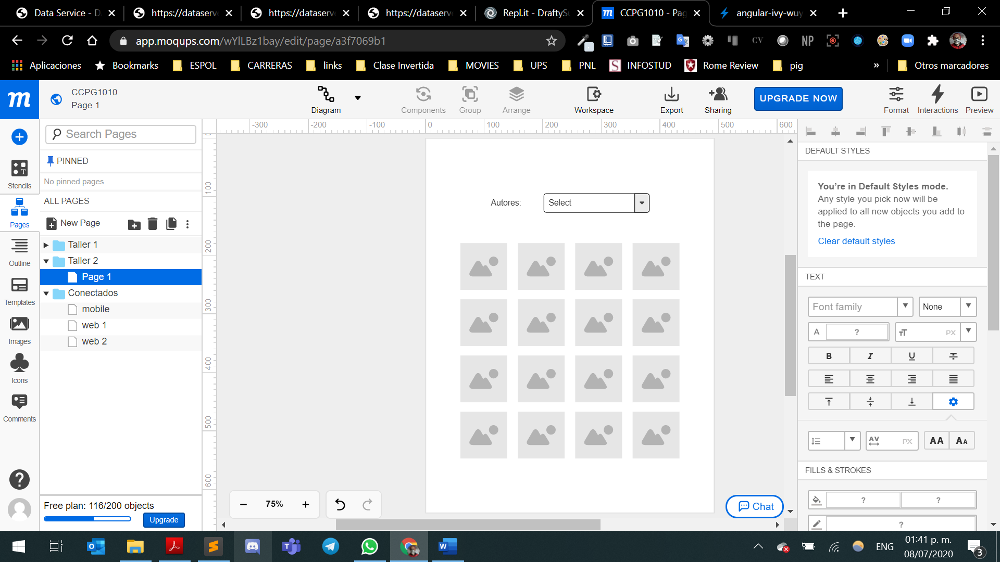 Data Service - D
https://dataserv
https://dataserv
https://dataserv
Repl.it - DraftyS
CCPG1010 - Pag
angular-ivy-wuy
app.moqups.com/wYlLBz1bay/edit/page/a3f7069b1
CV
NP
Aplicaciones
Bookmarks
ESPOL
CARRERAS
links
Clase Invertida
MOVIES
UPS
PNL
INFOSTUD
Rome Review
pig
»
Otros marcadores
m
CCPG1010
Page 1
Diagram
Components
Group
Arrange
Workspace
Export
Sharing
UPGRADE NOW
Format
Interactions
Preview
Stencils
Pages
Outline
Templates
Images
Icons
Comments
Search Pages
PINNED
No pinned pages
ALL PAGES
New Page
Taller 1
Taller 2
Page 1
Conectados
mobile
web 1
web 2
Free plan: 116/200 objects
Upgrade
-300 -200 -100 0 100 200 300 400 500 600
100
200
300
400
500
600
Autores:
Select
75%
Chat
DEFAULT STYLES
You’re in Default Styles mode.
Any style you pick now will be
applied to all new objects you add to
the page.
Clear default styles
TEXT
Font family
None
A ?
TT PX
B I U
AV PX
AA AA
FILLS & STROKES
? ?
?
ENG
01:41 p. m.
08/07/2020
3